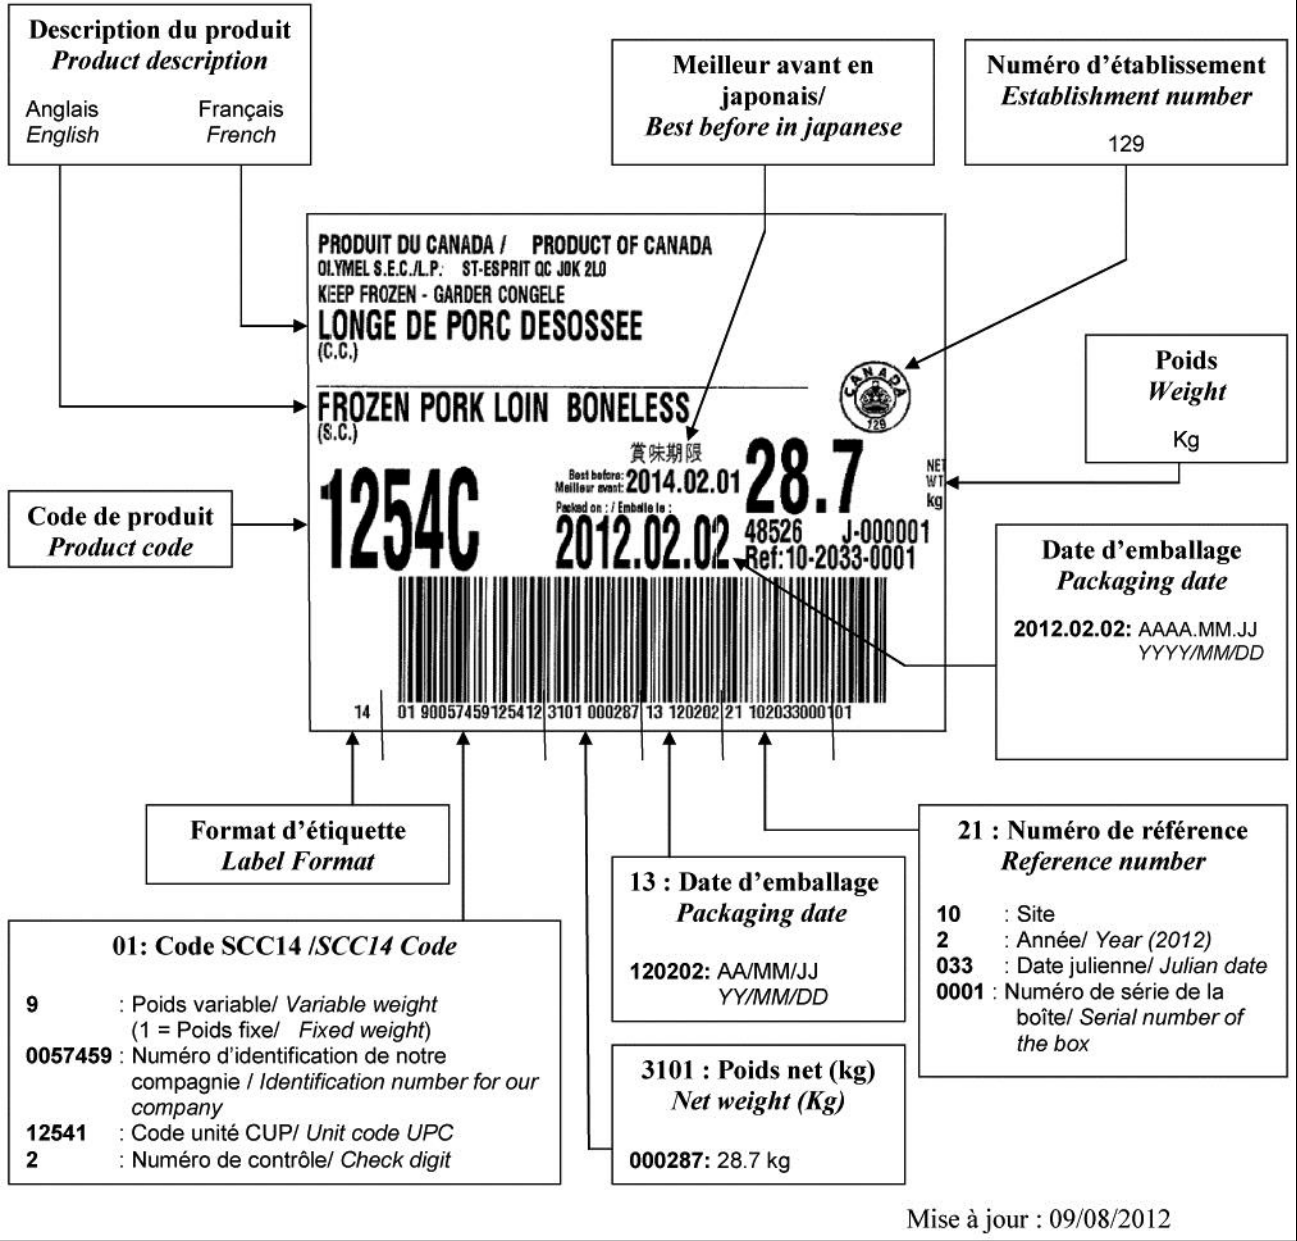 Description du produit
Product description
Anglais Français
English French
Meilleur avant en
japonais/
Best before in japanese
Numéro d'établissement
Establishment number
129
PRODUIT DU CANADA / PRODUCT OF CANADA
OLYMEL S.E.C./L.P. ST-ESPRIT QC J0K 2L0
KEEP FROZEN - GARDER CONGELE
LONGE DE PORC DESOSSEE
(C.C.)
FROZEN PORK LOIN BONELESS
(S.C.)
CANADA
129
Poids
Weight
Kg
賞味期限
Best before:
Meilleur avant: 2014.02.01
28.7
NET
WT
kg
1254C
Packed on : / Emballe le :
2012.02.02
48526 J-000001
Ref:10-2033-0001
Code de produit
Product code
Date d'emballage
Packaging date
2012.02.02: AAAA.MM.JJ
YYYY/MM/DD
14 01 90057459125412 3101 000287 13 120202 21 102033000101
Format d'étiquette
Label Format
01: Code SCC14 /SCC14 Code
9 : Poids variable/ Variable weight
(1 = Poids fixe/ Fixed weight)
0057459 : Numéro d'identification de notre
compagnie / Identification number for our
company
12541 : Code unité CUP/ Unit code UPC
2 : Numéro de contrôle/ Check digit
13 : Date d'emballage
Packaging date
120202: AA/MM/JJ
YY/MM/DD
3101 : Poids net (kg)
Net weight (Kg)
000287: 28.7 kg
21 : Numéro de référence
Reference number
10 : Site
2 : Année/ Year (2012)
033 : Date julienne/ Julian date
0001 : Numéro de série de la
boîte/ Serial number of
the box
Mise à jour : 09/08/2012